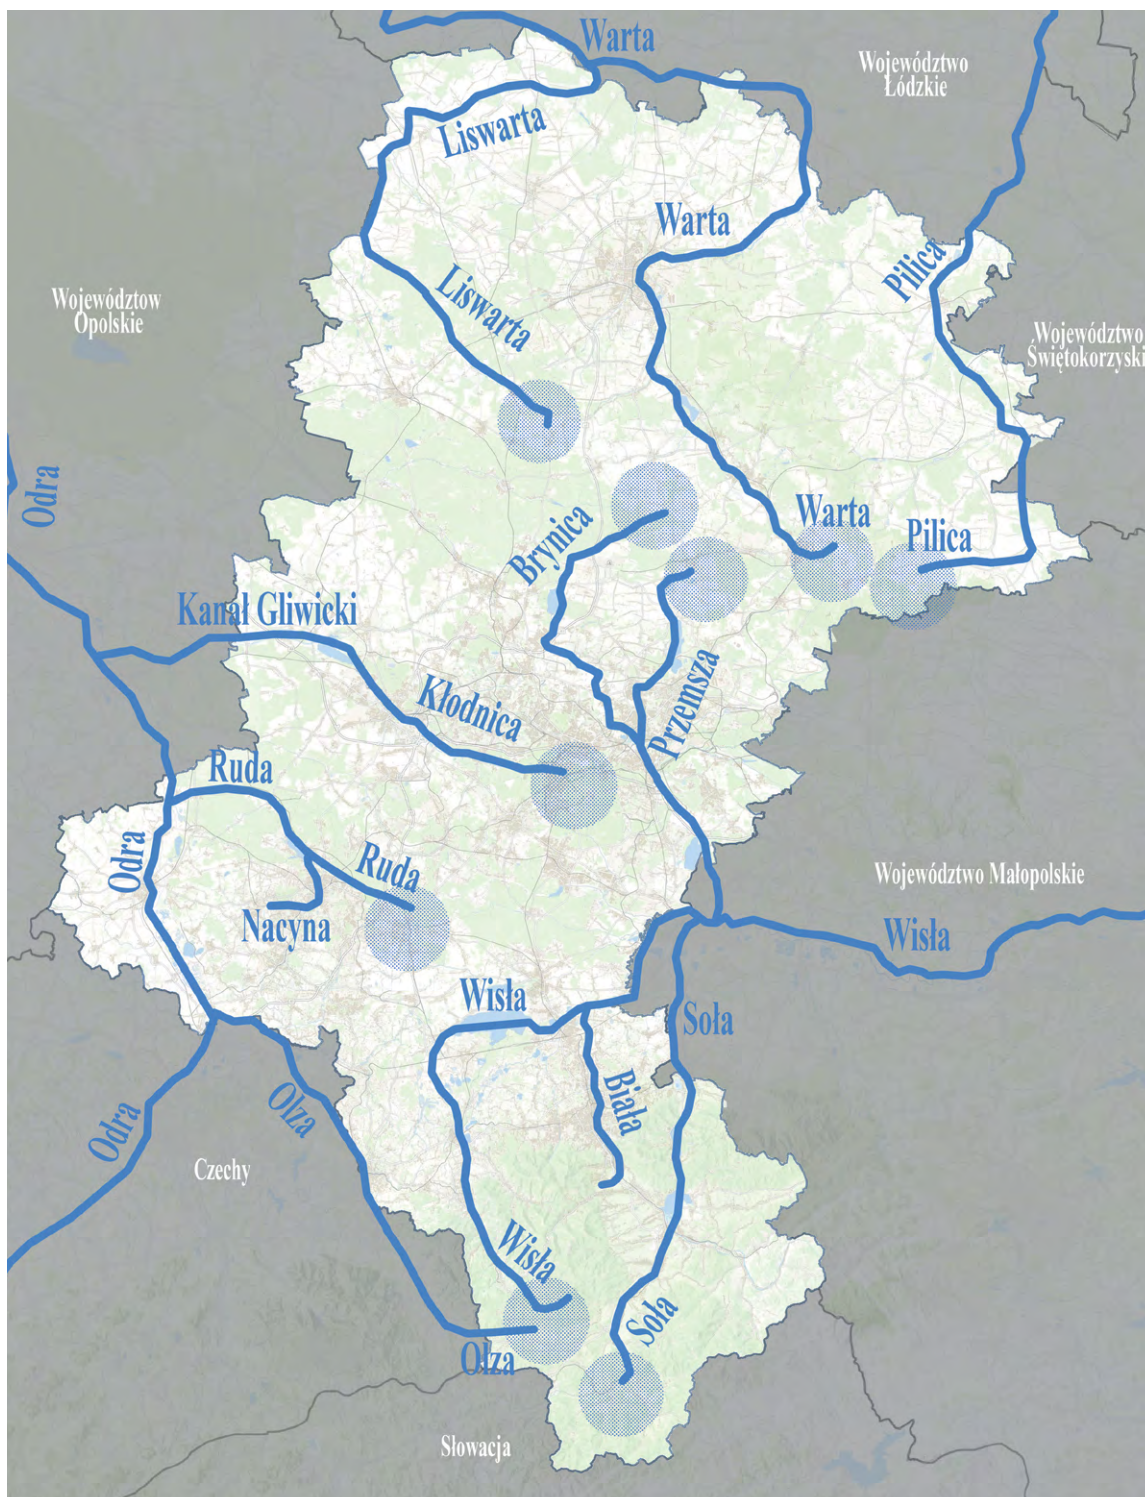 Warta
Województwo
Łódzkie
Liswarta
Warta
Pilica
Liswarta
Województow
Opolskie
Województwo
Świętokorzyski
Odra
Brynica
Warta
Pilica
Kanał Gliwicki
Kłodnica
Przemsza
Ruda
Odra
Ruda
Województwo Małopolskie
Nacyna
Wisła
Wisła
Soła
Olza
Biała
Odra
Czechy
Wisła
Soła
Olza
Słowacja